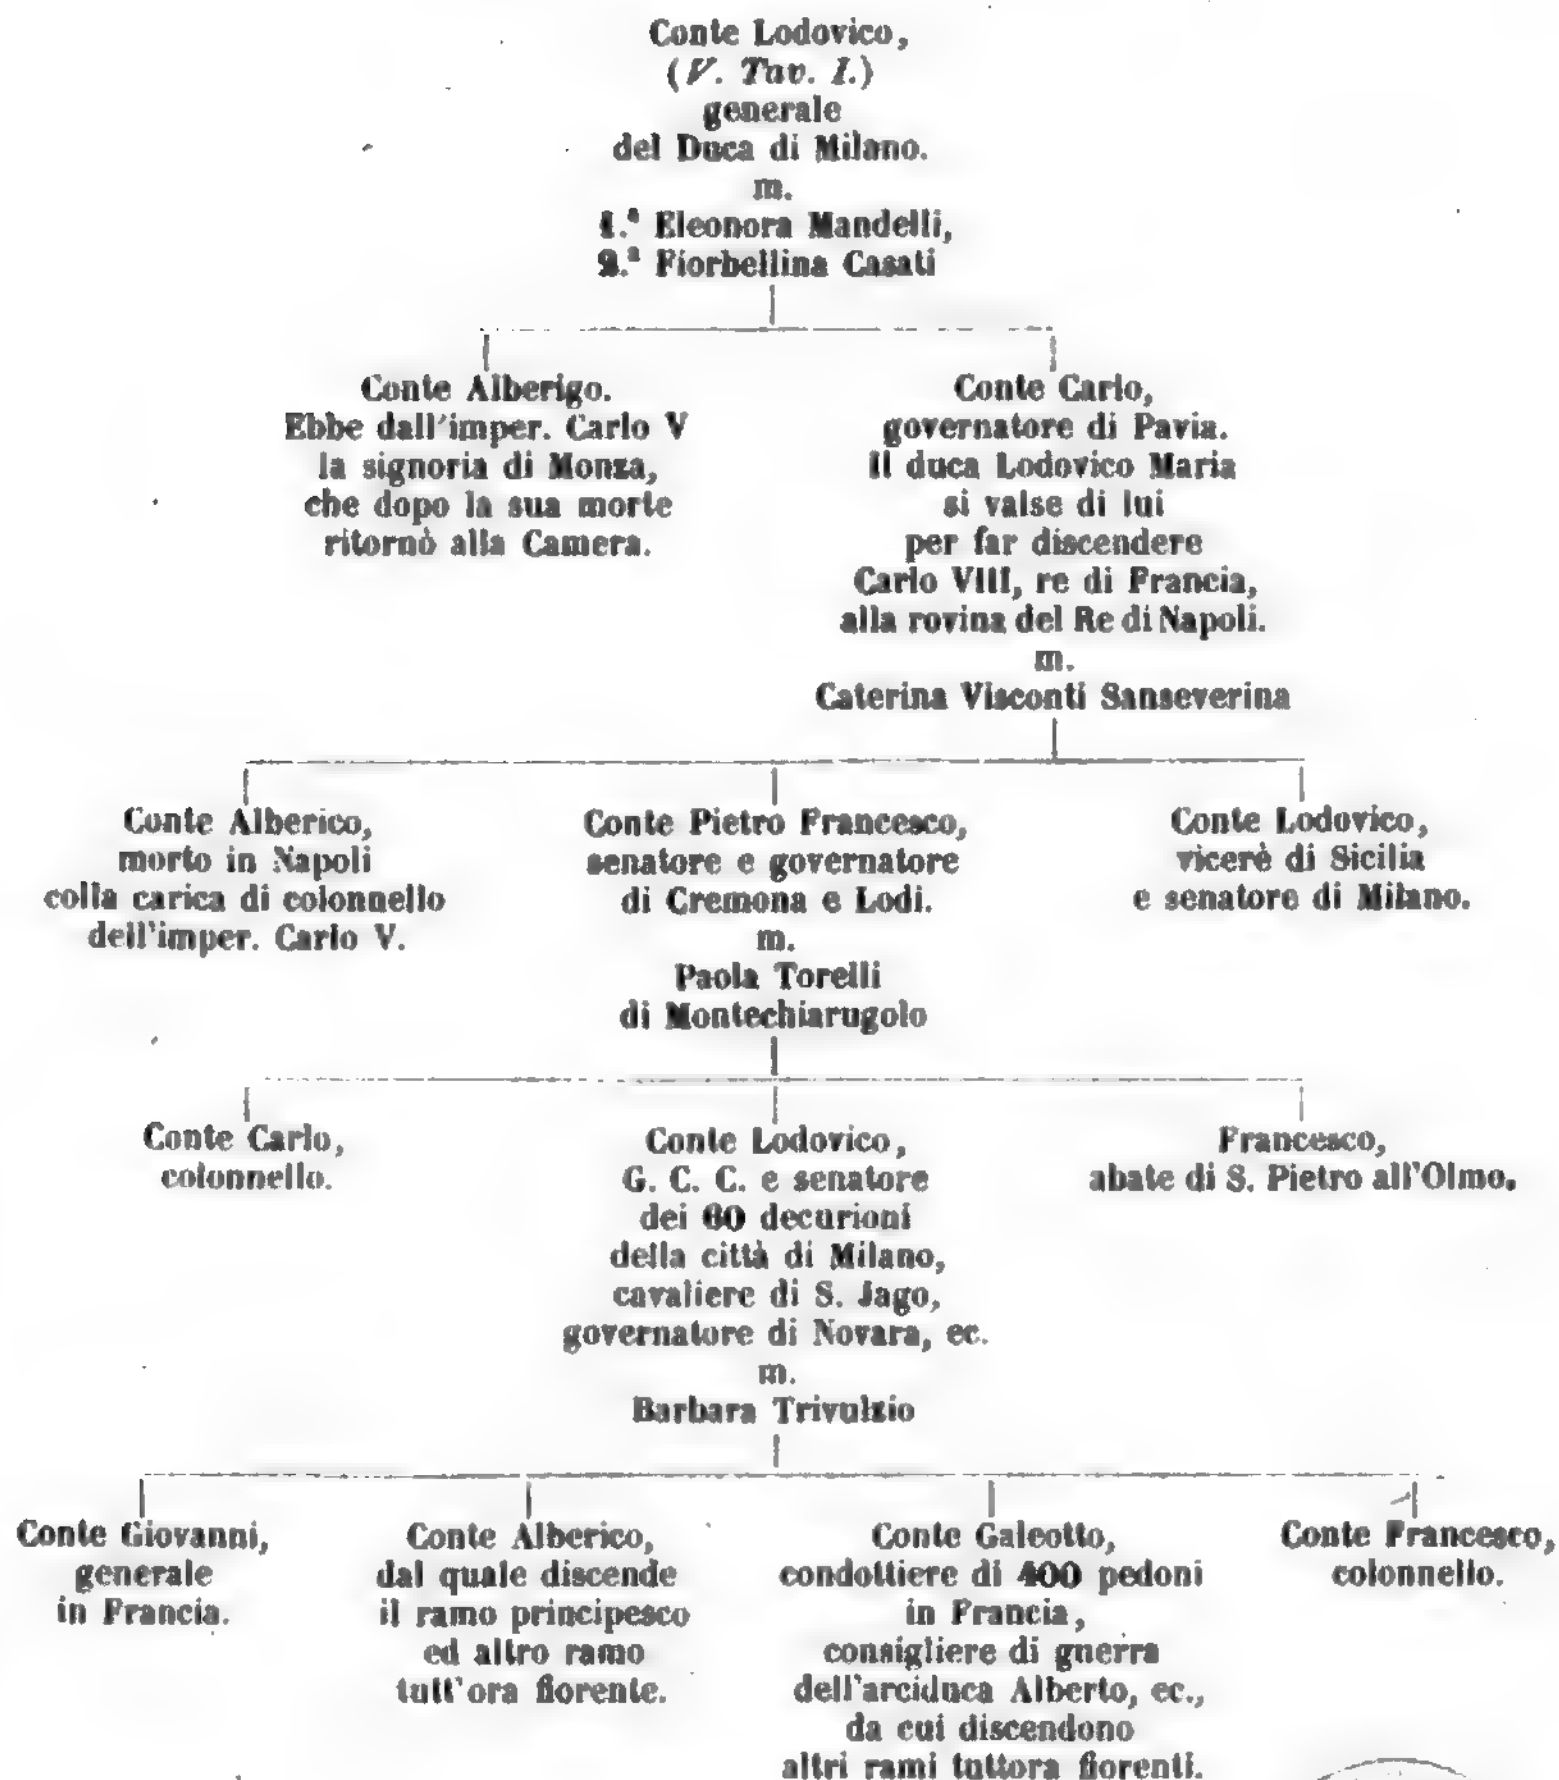 Conte Lodovico,
(V. Tav. I.)
generale
del Duca di Milano.
m.
1.ª Eleonora Mandelli,
2.ª Fiorbellina Casati
Conte Alberigo.
Ebbe dall'imper. Carlo V
la signoria di Monza,
che dopo la sua morte
ritornò alla Camera.
Conte Carlo,
governatore di Pavia.
Il duca Lodovico Maria
si valse di lui
per far discendere
Carlo VIII, re di Francia,
alla rovina del Re di Napoli.
m.
Caterina Visconti Sanseverina
Conte Alberico,
morto in Napoli
colla carica di colonnello
dell'imper. Carlo V.
Conte Pietro Francesco,
senatore e governatore
di Cremona e Lodi.
m.
Paola Torelli
di Montechiarugolo
Conte Lodovico,
vicerè di Sicilia
e senatore di Milano.
Conte Carlo,
colonnello.
Conte Lodovico,
G. C. C. e senatore
dei 60 decurioni
della città di Milano,
cavaliere di S. Jago,
governatore di Novara, ec.
m.
Barbara Trivulzio
Francesco,
abate di S. Pietro all'Olmo.
Conte Giovanni,
generale
in Francia.
Conte Alberico,
dal quale discende
il ramo principesco
ed altro ramo
tutt'ora fiorente.
Conte Galeotto,
condottiere di 400 pedoni
in Francia,
consigliere di guerra
dell'arciduca Alberto, ec.,
da cui discendono
altri rami tuttora fiorenti.
Conte Francesco,
colonnello.